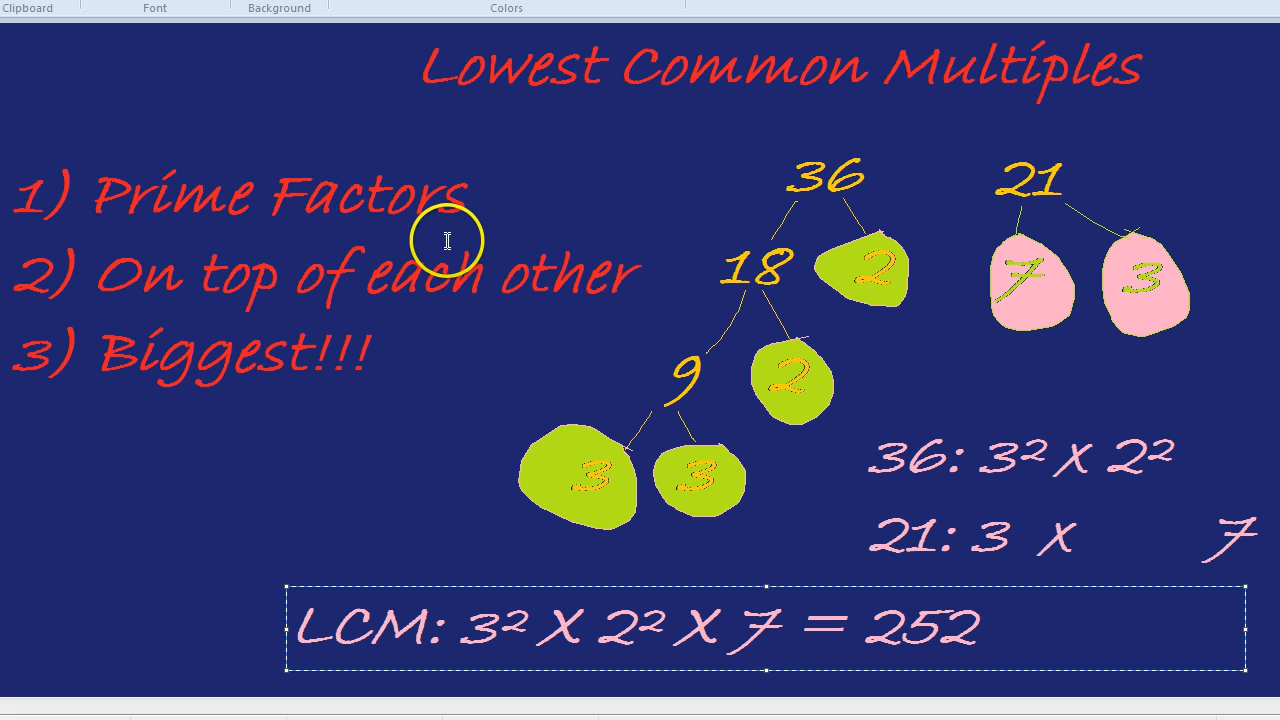 Clipboard Font Background Colors
Lowest Common Multiples
1) Prime Factors
2) On top of each other
3) Biggest!!!
36 21
18 2 7 3
9 2
3 3
36: 3² X 2²
21: 3 X 7
LCM: 3² X 2² X 7 = 252